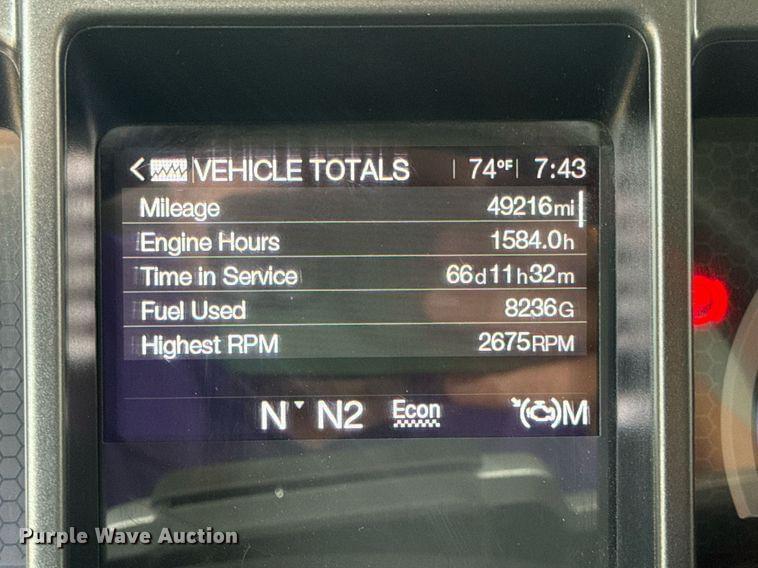 VEHICLE TOTALS 74°F 7:43
Mileage 49216mi
Engine Hours 1584.0h
Time in Service 66d11h32m
Fuel Used 8236G
Highest RPM 2675RPM
N N2 Econ M
Purple Wave Auction